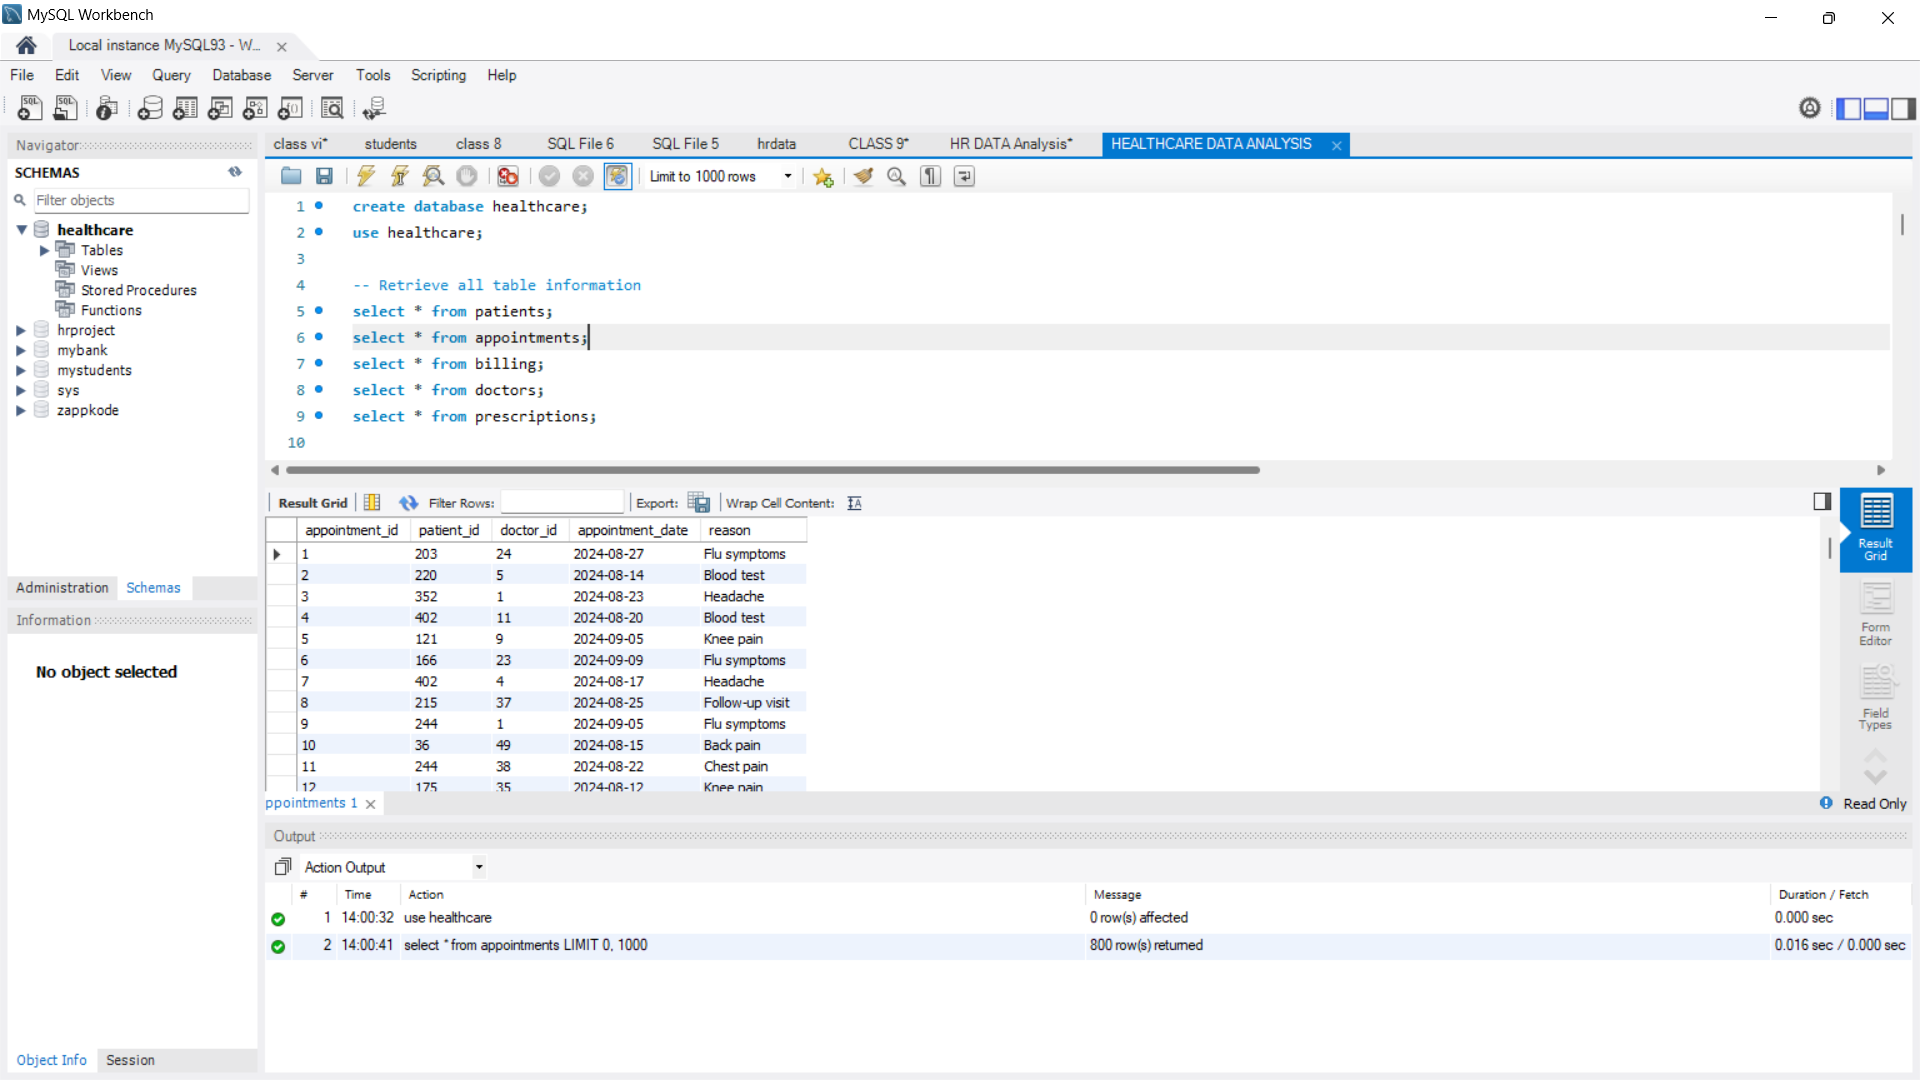 MySQL Workbench
Local instance MySQL93 - W...
File Edit View Query Database Server Tools Scripting Help
Navigator
SCHEMAS
Filter objects
healthcare
Tables
Views
Stored Procedures
Functions
hrproject
mybank
mystudents
sys
zappkode
Administration Schemas
Information
No object selected
Object Info Session
class vi* students class 8 SQL File 6 SQL File 5 hrdata CLASS 9* HR DATA Analysis* HEALTHCARE DATA ANALYSIS
Limit to 1000 rows
1 create database healthcare;
2 use healthcare;
3
4 -- Retrieve all table information
5 select * from patients;
6 select * from appointments;
7 select * from billing;
8 select * from doctors;
9 select * from prescriptions;
10
Result Grid Filter Rows: Export: Wrap Cell Content:
appointment_id patient_id doctor_id appointment_date reason
1 203 24 2024-08-27 Flu symptoms
2 220 5 2024-08-14 Blood test
3 352 1 2024-08-23 Headache
4 402 11 2024-08-20 Blood test
5 121 9 2024-09-05 Knee pain
6 166 23 2024-09-09 Flu symptoms
7 402 4 2024-08-17 Headache
8 215 37 2024-08-25 Follow-up visit
9 244 1 2024-09-05 Flu symptoms
10 36 49 2024-08-15 Back pain
11 244 38 2024-08-22 Chest pain
12 175 35 2024-08-12 Knee pain
Result
Grid
Form
Editor
Field
Types
ppointments 1
Read Only
Output
Action Output
# Time Action Message Duration / Fetch
1 14:00:32 use healthcare 0 row(s) affected 0.000 sec
2 14:00:41 select * from appointments LIMIT 0, 1000 800 row(s) returned 0.016 sec / 0.000 sec